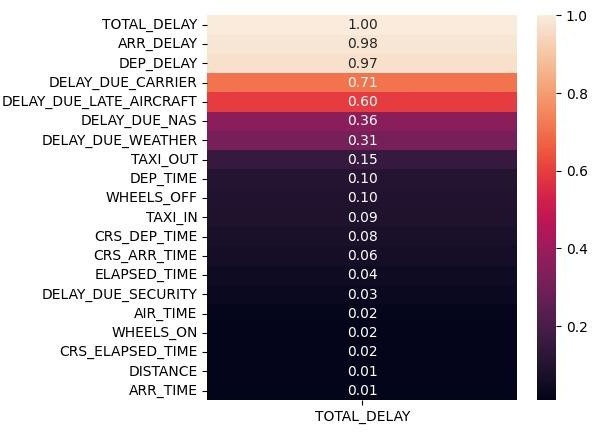 TOTAL_DELAY 1.00
ARR_DELAY 0.98
DEP_DELAY 0.97
DELAY_DUE_CARRIER 0.71
DELAY_DUE_LATE_AIRCRAFT 0.60
DELAY_DUE_NAS 0.36
DELAY_DUE_WEATHER 0.31
TAXI_OUT 0.15
DEP_TIME 0.10
WHEELS_OFF 0.10
TAXI_IN 0.09
CRS_DEP_TIME 0.08
CRS_ARR_TIME 0.06
ELAPSED_TIME 0.04
DELAY_DUE_SECURITY 0.03
AIR_TIME 0.02
WHEELS_ON 0.02
CRS_ELAPSED_TIME 0.02
DISTANCE 0.01
ARR_TIME 0.01
TOTAL_DELAY
1.0
0.8
0.6
0.4
0.2